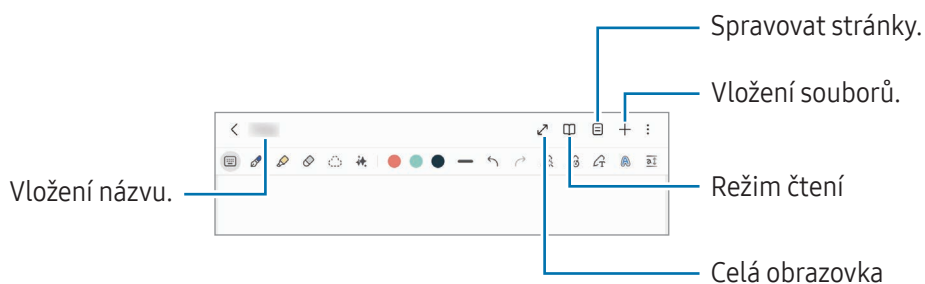 Spravovat stránky.
Vložení souborů.
Vložení názvu.
Režim čtení
Celá obrazovka